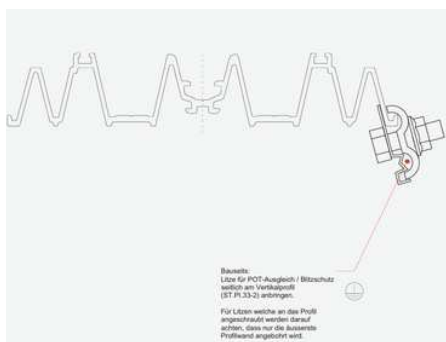 Bauseits:
Litze für POT-Ausgleich / Blitzschutz
seitlich am Vertikalprofil
(ST.PI.33-2) anbringen.
Für Litzen welche an das Profil
angeschraubt werden darauf
achten, dass nur die äusserste
Profilwand angebohrt wird.